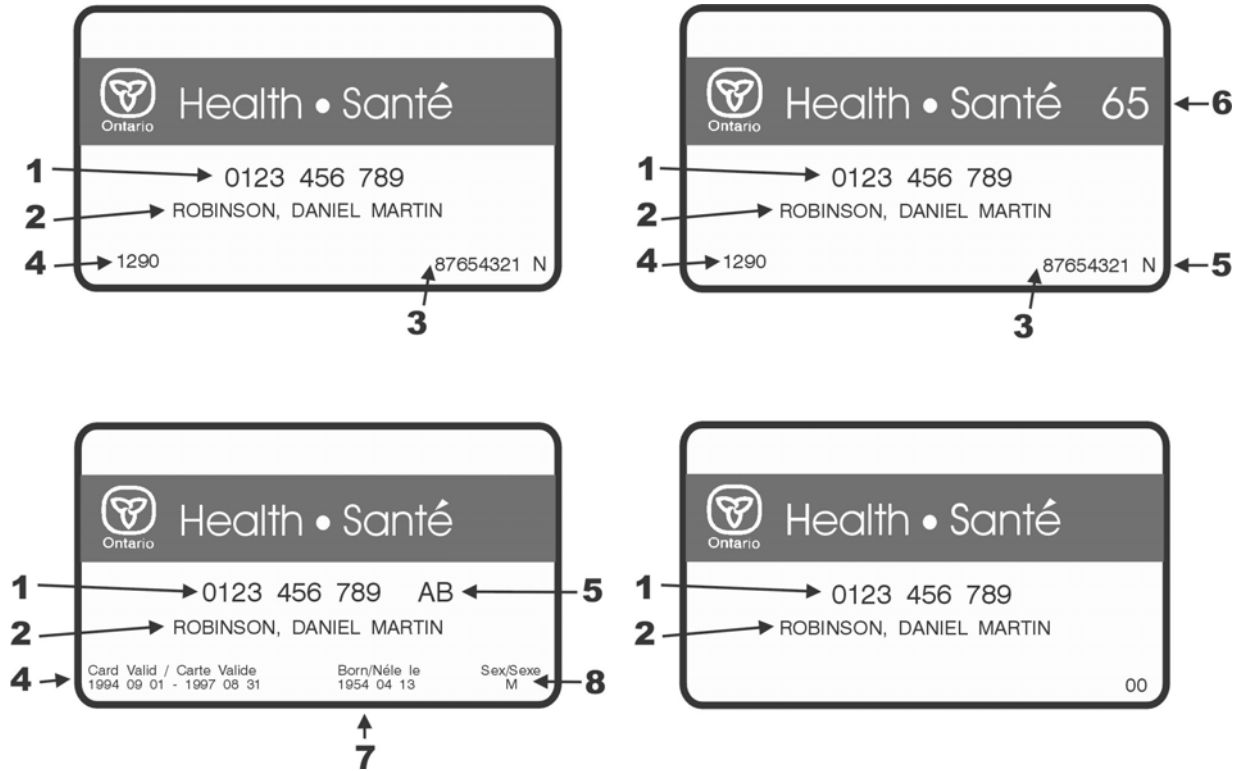 Ontario Health • Santé
1 0123 456 789
2 ROBINSON, DANIEL MARTIN
4 1290 87654321 N
3
Ontario Health • Santé 65 6
1 0123 456 789
2 ROBINSON, DANIEL MARTIN
4 1290 87654321 N 5
3
Ontario Health • Santé
1 0123 456 789 AB 5
2 ROBINSON, DANIEL MARTIN
Card Valid / Carte Valide Born/Néle le Sex/Sexe
4 1994 09 01 - 1997 08 31 1954 04 13 M 8
7
Ontario Health • Santé
1 0123 456 789
2 ROBINSON, DANIEL MARTIN
00